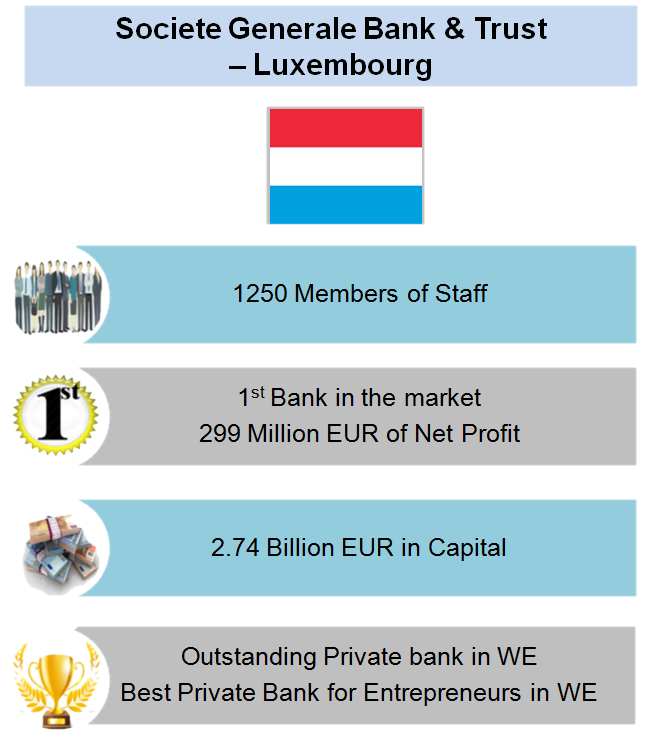 Societe Generale Bank & Trust
– Luxembourg
1250 Members of Staff
1st
1st Bank in the market
299 Million EUR of Net Profit
2.74 Billion EUR in Capital
Outstanding Private bank in WE
Best Private Bank for Entrepreneurs in WE